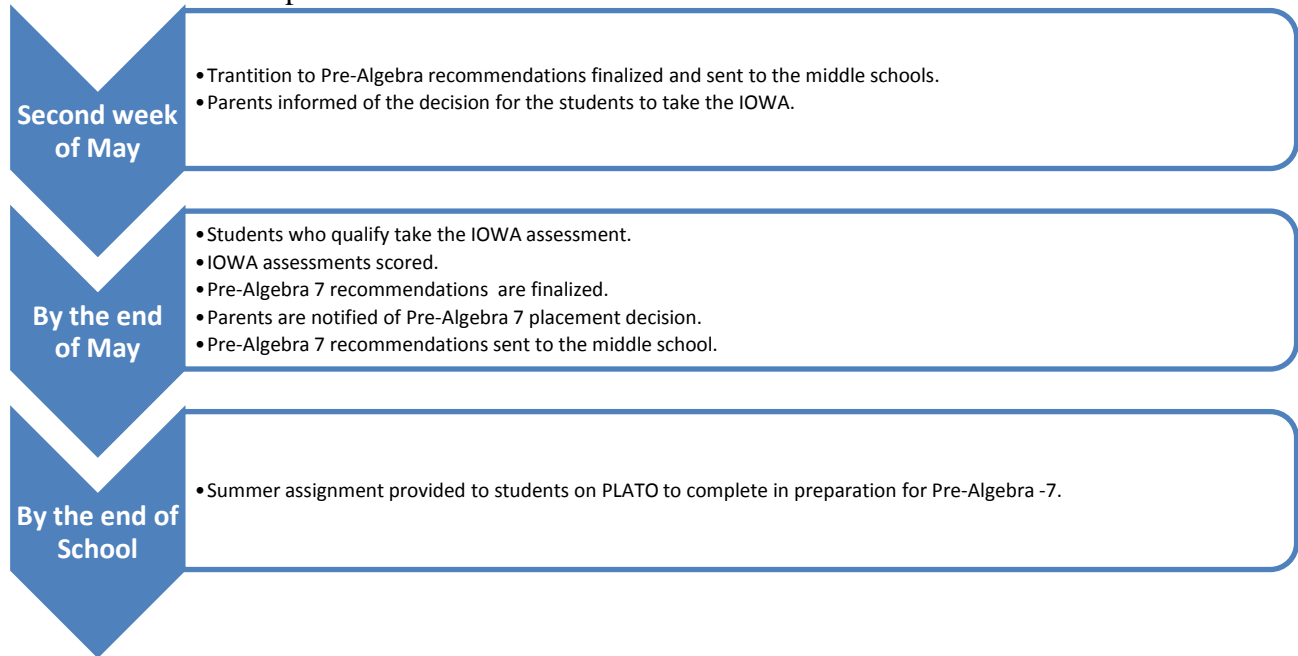 Second week
of May
•Trantition to Pre-Algebra recommendations finalized and sent to the middle schools.
•Parents informed of the decision for the students to take the IOWA.
By the end
of May
•Students who qualify take the IOWA assessment.
•IOWA assessments scored.
•Pre-Algebra 7 recommendations  are finalized.
•Parents are notified of Pre-Algebra 7 placement decision.
•Pre-Algebra 7 recommendations sent to the middle school.
By the end of
School
•Summer assignment provided to students on PLATO to complete in preparation for Pre-Algebra -7.